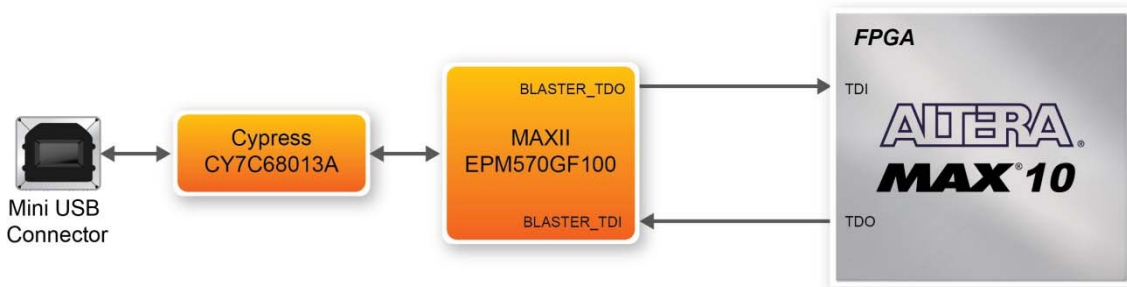 Mini USB
Connector
Cypress
CY7C68013A
BLASTER_TDO
MAXII
EPM570GF100
BLASTER_TDI
FPGA
TDI
ALTERA®
MAX® 10
TDO